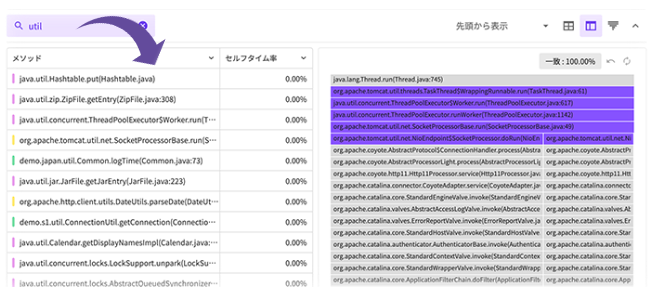 util
先頭から表示
メソッド
セルフタイム率
java.util.Hashtable.put(Hashtable.java)
0.00%
java.util.zip.ZipFile.getEntry(ZipFile.java:308)
0.00%
java.util.concurrent.ThreadPoolExecutor$Worker.run(T···
0.00%
org.apache.tomcat.util.net.SocketProcessorBase.run(S···
0.00%
demo.japan.util.Common.logTime(Common.java:73)
0.00%
java.util.jar.JarFile.getJarEntry(JarFile.java:223)
0.00%
org.apache.http.client.utils.DateUtils.parseDate(DateUt···
0.00%
demo.s1.util.ConnectionUtil.getConnection(Connectio···
0.00%
java.util.Calendar.getDisplayNamesImpl(Calendar.java:···
0.00%
java.util.concurrent.locks.LockSupport.unpark(LockSu···
0.00%
java.util.concurrent.locks.AbstractQueuedSynchronizer···
0.00%
一致 : 100.00%
java.lang.Thread.run(Thread.java:745)
org.apache.tomcat.util.threads.TaskThread$WrappingRunnable.run(TaskThread.java:61)
java.util.concurrent.ThreadPoolExecutor$Worker.run(ThreadPoolExecutor.java:617)
java.util.concurrent.ThreadPoolExecutor.runWorker(ThreadPoolExecutor.java:1142)
org.apache.tomcat.util.net.SocketProcessorBase.run(SocketProcessorBase.java:49)
org.apache.tomcat.util.net.NioEndpoint$SocketProcessor.doRun(NioEn
org.apache.tomcat.util.net.Ni
org.apache.coyote.AbstractProtocol$ConnectionHandler.process(Abstra
org.apache.coyote.AbstractPr
org.apache.coyote.AbstractProcessorLight.process(AbstractProcessorLi
org.apache.coyote.AbstractPr
org.apache.coyote.http11.Http11Processor.service(Http11Processor.jav
org.apache.coyote.http11.Htt
org.apache.catalina.connector.CoyoteAdapter.service(CoyoteAdapter.ja
org.apache.catalina.connecto
org.apache.catalina.core.StandardEngineValve.invoke(StandardEngineV
org.apache.catalina.core.Stan
org.apache.catalina.valves.AbstractAccessLogValve.invoke(AbstractAcc
org.apache.catalina.valves.Ab
org.apache.catalina.valves.ErrorReportValve.invoke(ErrorReportValve.ja
org.apache.catalina.valves.Er
org.apache.catalina.core.StandardHostValve.invoke(StandardHostValve.
org.apache.catalina.core.Stan
org.apache.catalina.authenticator.AuthenticatorBase.invoke(Authentica
org.apache.catalina.authentic
org.apache.catalina.core.StandardContextValve.invoke(StandardContex
org.apache.catalina.core.Stan
org.apache.catalina.core.StandardWrapperValve.invoke(StandardWrapp
org.apache.catalina.core.Stan
org.apache.catalina.core.ApplicationFilterChain.doFilter(ApplicationFilt
org.apache.catalina.core.App